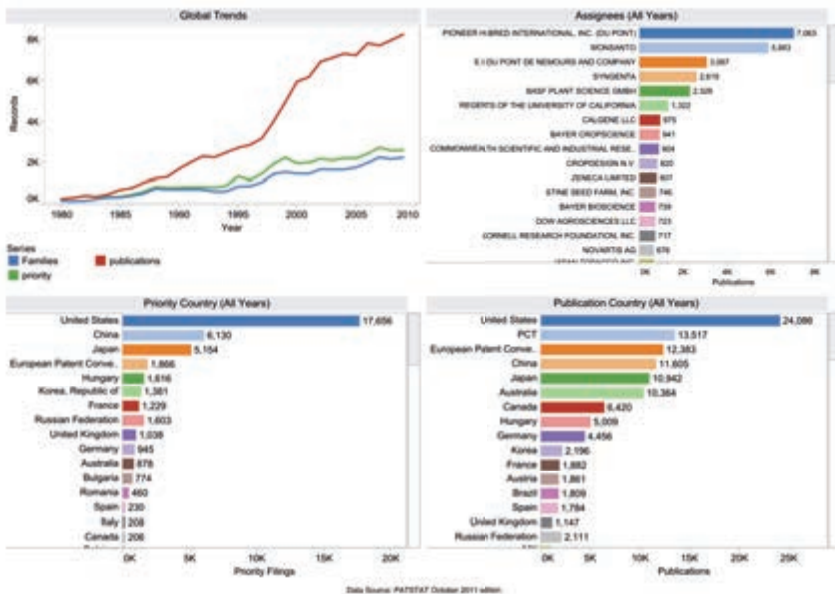 Global Trends
8K
6K
4K
2K
0K
Records
1980 1985 1990 1995 2000 2005 2010
Year
Series
Families publications
priority
Assignees (All Years)
PIONEER HI-BRED INTERNATIONAL, INC. (DU PONT) 7,063
MONSANTO
E.I DU PONT DE NEMOURS AND COMPANY
SYNGENTA
BASF PLANT SCIENCE GMBH
REGENTS OF THE UNIVERSITY OF CALIFORNIA 1,322
CALGENE LLC 975
BAYER CROPSCIENCE 941
COMMONWEALTH SCIENTIFIC AND INDUSTRIAL RESE.. 904
CROPDESIGN N.V 820
ZENECA LIMITED
STINE SEED FARM, INC 746
BAYER BIOSCIENCE
DOW AGROSCIENCES LLC 723
CORNELL RESEARCH FOUNDATION, INC. 717
NOVARTIS AG
0K 2K 4K 6K 8K
Publications
Priority Country (All Years)
United States 17,656
China 6,130
Japan 5,154
European Patent Conve.. 1,866
Hungary 1,616
Korea, Republic of 1,381
France 1,229
Russian Federation 1,603
United Kingdom 1,038
Germany 945
Australia 878
Bulgaria 774
Romania 460
Spain 230
Italy 208
Canada 206
0K 5K 10K 15K 20K
Priority Filings
Publication Country (All Years)
United States 24,086
PCT 13,517
European Patent Conve.. 12,383
China 11,605
Japan 10,942
Australia 10,364
Canada 6,420
Hungary 5,009
Germany 4,456
Korea 2,196
France 1,882
Austria 1,861
Brazil 1,809
Spain 1,784
United Kingdom 1,147
Russian Federation 2,111
0K 5K 10K 15K 20K 25K
Publications
Data Source: PATSTAT October 2011 edition